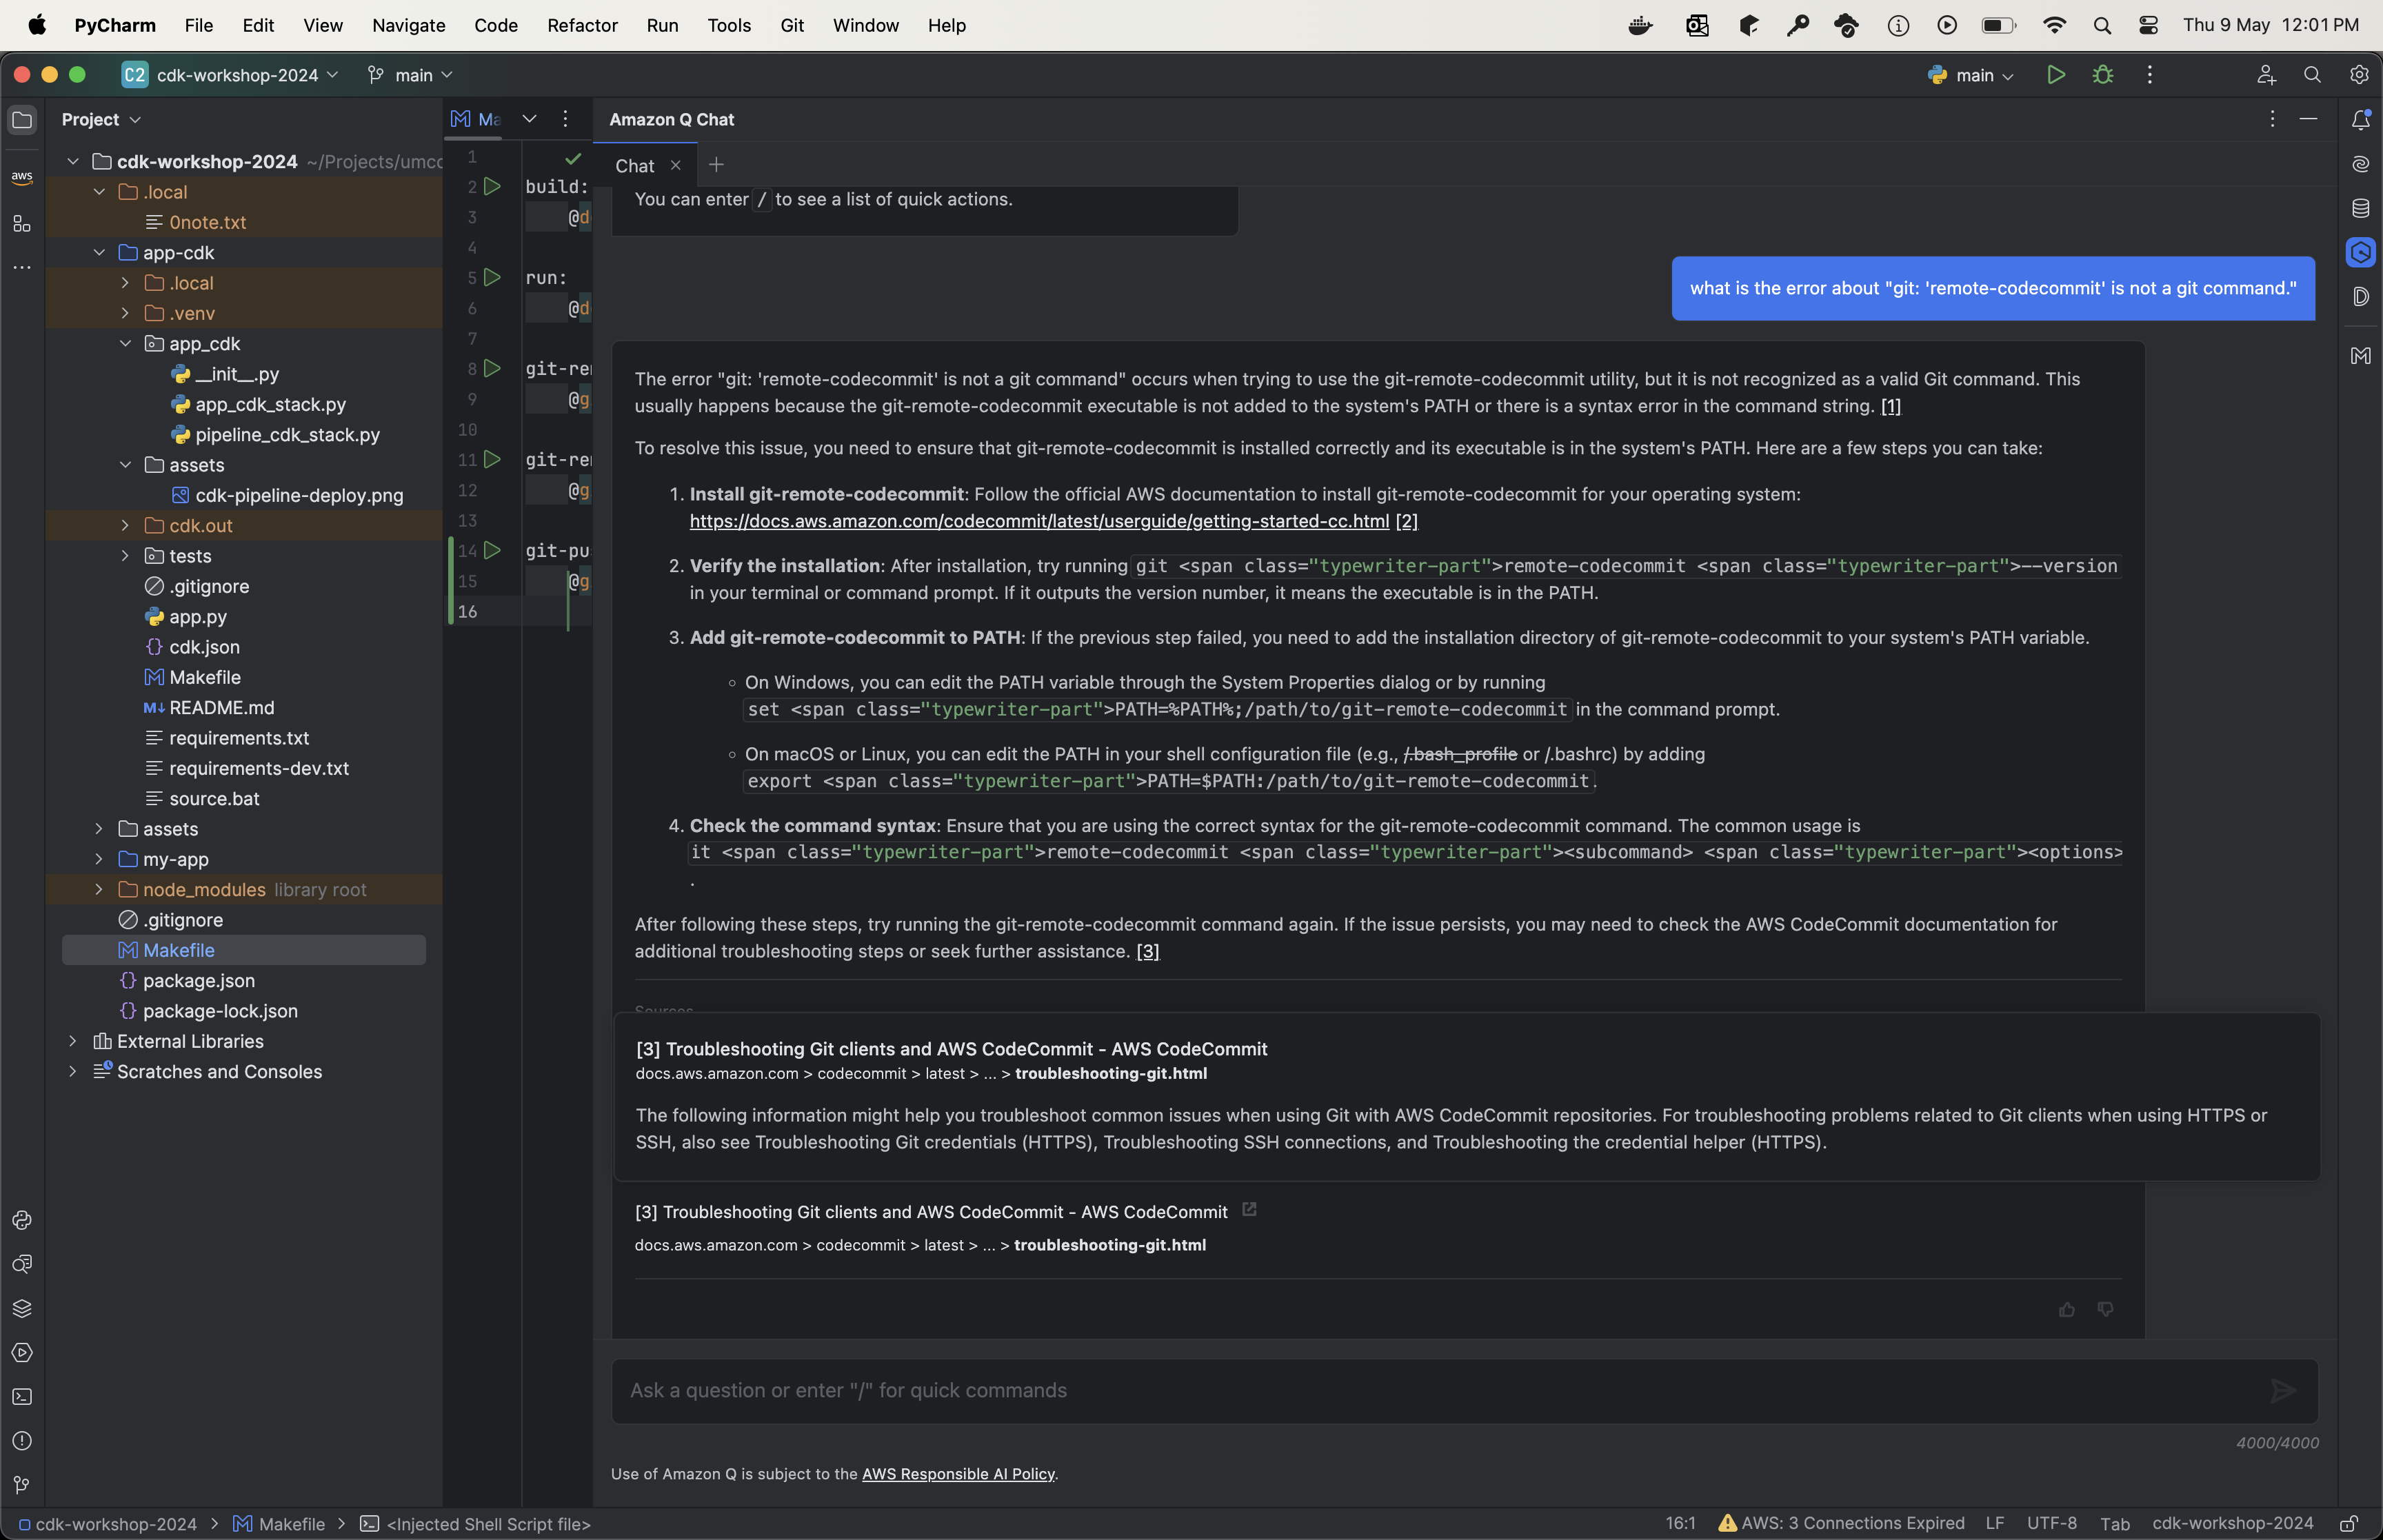 PyCharm File Edit View Navigate Code Refactor Run Tools Git Window Help Thu 9 May 12:01 PM
C2 cdk-workshop-2024 main main
Project
cdk-workshop-2024 ~/Projects/umcc
.local
0note.txt
app-cdk
.local
.venv
app_cdk
__init__.py
app_cdk_stack.py
pipeline_cdk_stack.py
assets
cdk-pipeline-deploy.png
cdk.out
tests
.gitignore
app.py
cdk.json
Makefile
README.md
requirements.txt
requirements-dev.txt
source.bat
assets
my-app
node_modules library root
.gitignore
Makefile
package.json
package-lock.json
External Libraries
Scratches and Consoles
aws
Ma
1
2 build:
3 @d
4
5 run:
6 @d
7
8 git-rem
9 @g
10
11 git-rem
12 @g
13
14 git-pu
15 @g
16
Amazon Q Chat
Chat
You can enter / to see a list of quick actions.
what is the error about "git: 'remote-codecommit' is not a git command."
The error "git: 'remote-codecommit' is not a git command" occurs when trying to use the git-remote-codecommit utility, but it is not recognized as a valid Git command. This
usually happens because the git-remote-codecommit executable is not added to the system's PATH or there is a syntax error in the command string. [1]
To resolve this issue, you need to ensure that git-remote-codecommit is installed correctly and its executable is in the system's PATH. Here are a few steps you can take:
1. Install git-remote-codecommit: Follow the official AWS documentation to install git-remote-codecommit for your operating system:
https://docs.aws.amazon.com/codecommit/latest/userguide/getting-started-cc.html [2]
2. Verify the installation: After installation, try running git <span class="typewriter-part">remote-codecommit <span class="typewriter-part">--version
in your terminal or command prompt. If it outputs the version number, it means the executable is in the PATH.
3. Add git-remote-codecommit to PATH: If the previous step failed, you need to add the installation directory of git-remote-codecommit to your system's PATH variable.
○ On Windows, you can edit the PATH variable through the System Properties dialog or by running
set <span class="typewriter-part">PATH=%PATH%;/path/to/git-remote-codecommit in the command prompt.
○ On macOS or Linux, you can edit the PATH in your shell configuration file (e.g., /.bash_profile or /.bashrc) by adding
export <span class="typewriter-part">PATH=$PATH:/path/to/git-remote-codecommit.
4. Check the command syntax: Ensure that you are using the correct syntax for the git-remote-codecommit command. The common usage is
it <span class="typewriter-part">remote-codecommit <span class="typewriter-part"><subcommand> <span class="typewriter-part"><options>
.
After following these steps, try running the git-remote-codecommit command again. If the issue persists, you may need to check the AWS CodeCommit documentation for
additional troubleshooting steps or seek further assistance. [3]
Sources
[3] Troubleshooting Git clients and AWS CodeCommit - AWS CodeCommit
docs.aws.amazon.com > codecommit > latest > ... > troubleshooting-git.html
The following information might help you troubleshoot common issues when using Git with AWS CodeCommit repositories. For troubleshooting problems related to Git clients when using HTTPS or
SSH, also see Troubleshooting Git credentials (HTTPS), Troubleshooting SSH connections, and Troubleshooting the credential helper (HTTPS).
[3] Troubleshooting Git clients and AWS CodeCommit - AWS CodeCommit
docs.aws.amazon.com > codecommit > latest > ... > troubleshooting-git.html
Ask a question or enter "/" for quick commands
4000/4000
Use of Amazon Q is subject to the AWS Responsible AI Policy.
cdk-workshop-2024 > Makefile > <Injected Shell Script file> 16:1 AWS: 3 Connections Expired LF UTF-8 Tab cdk-workshop-2024